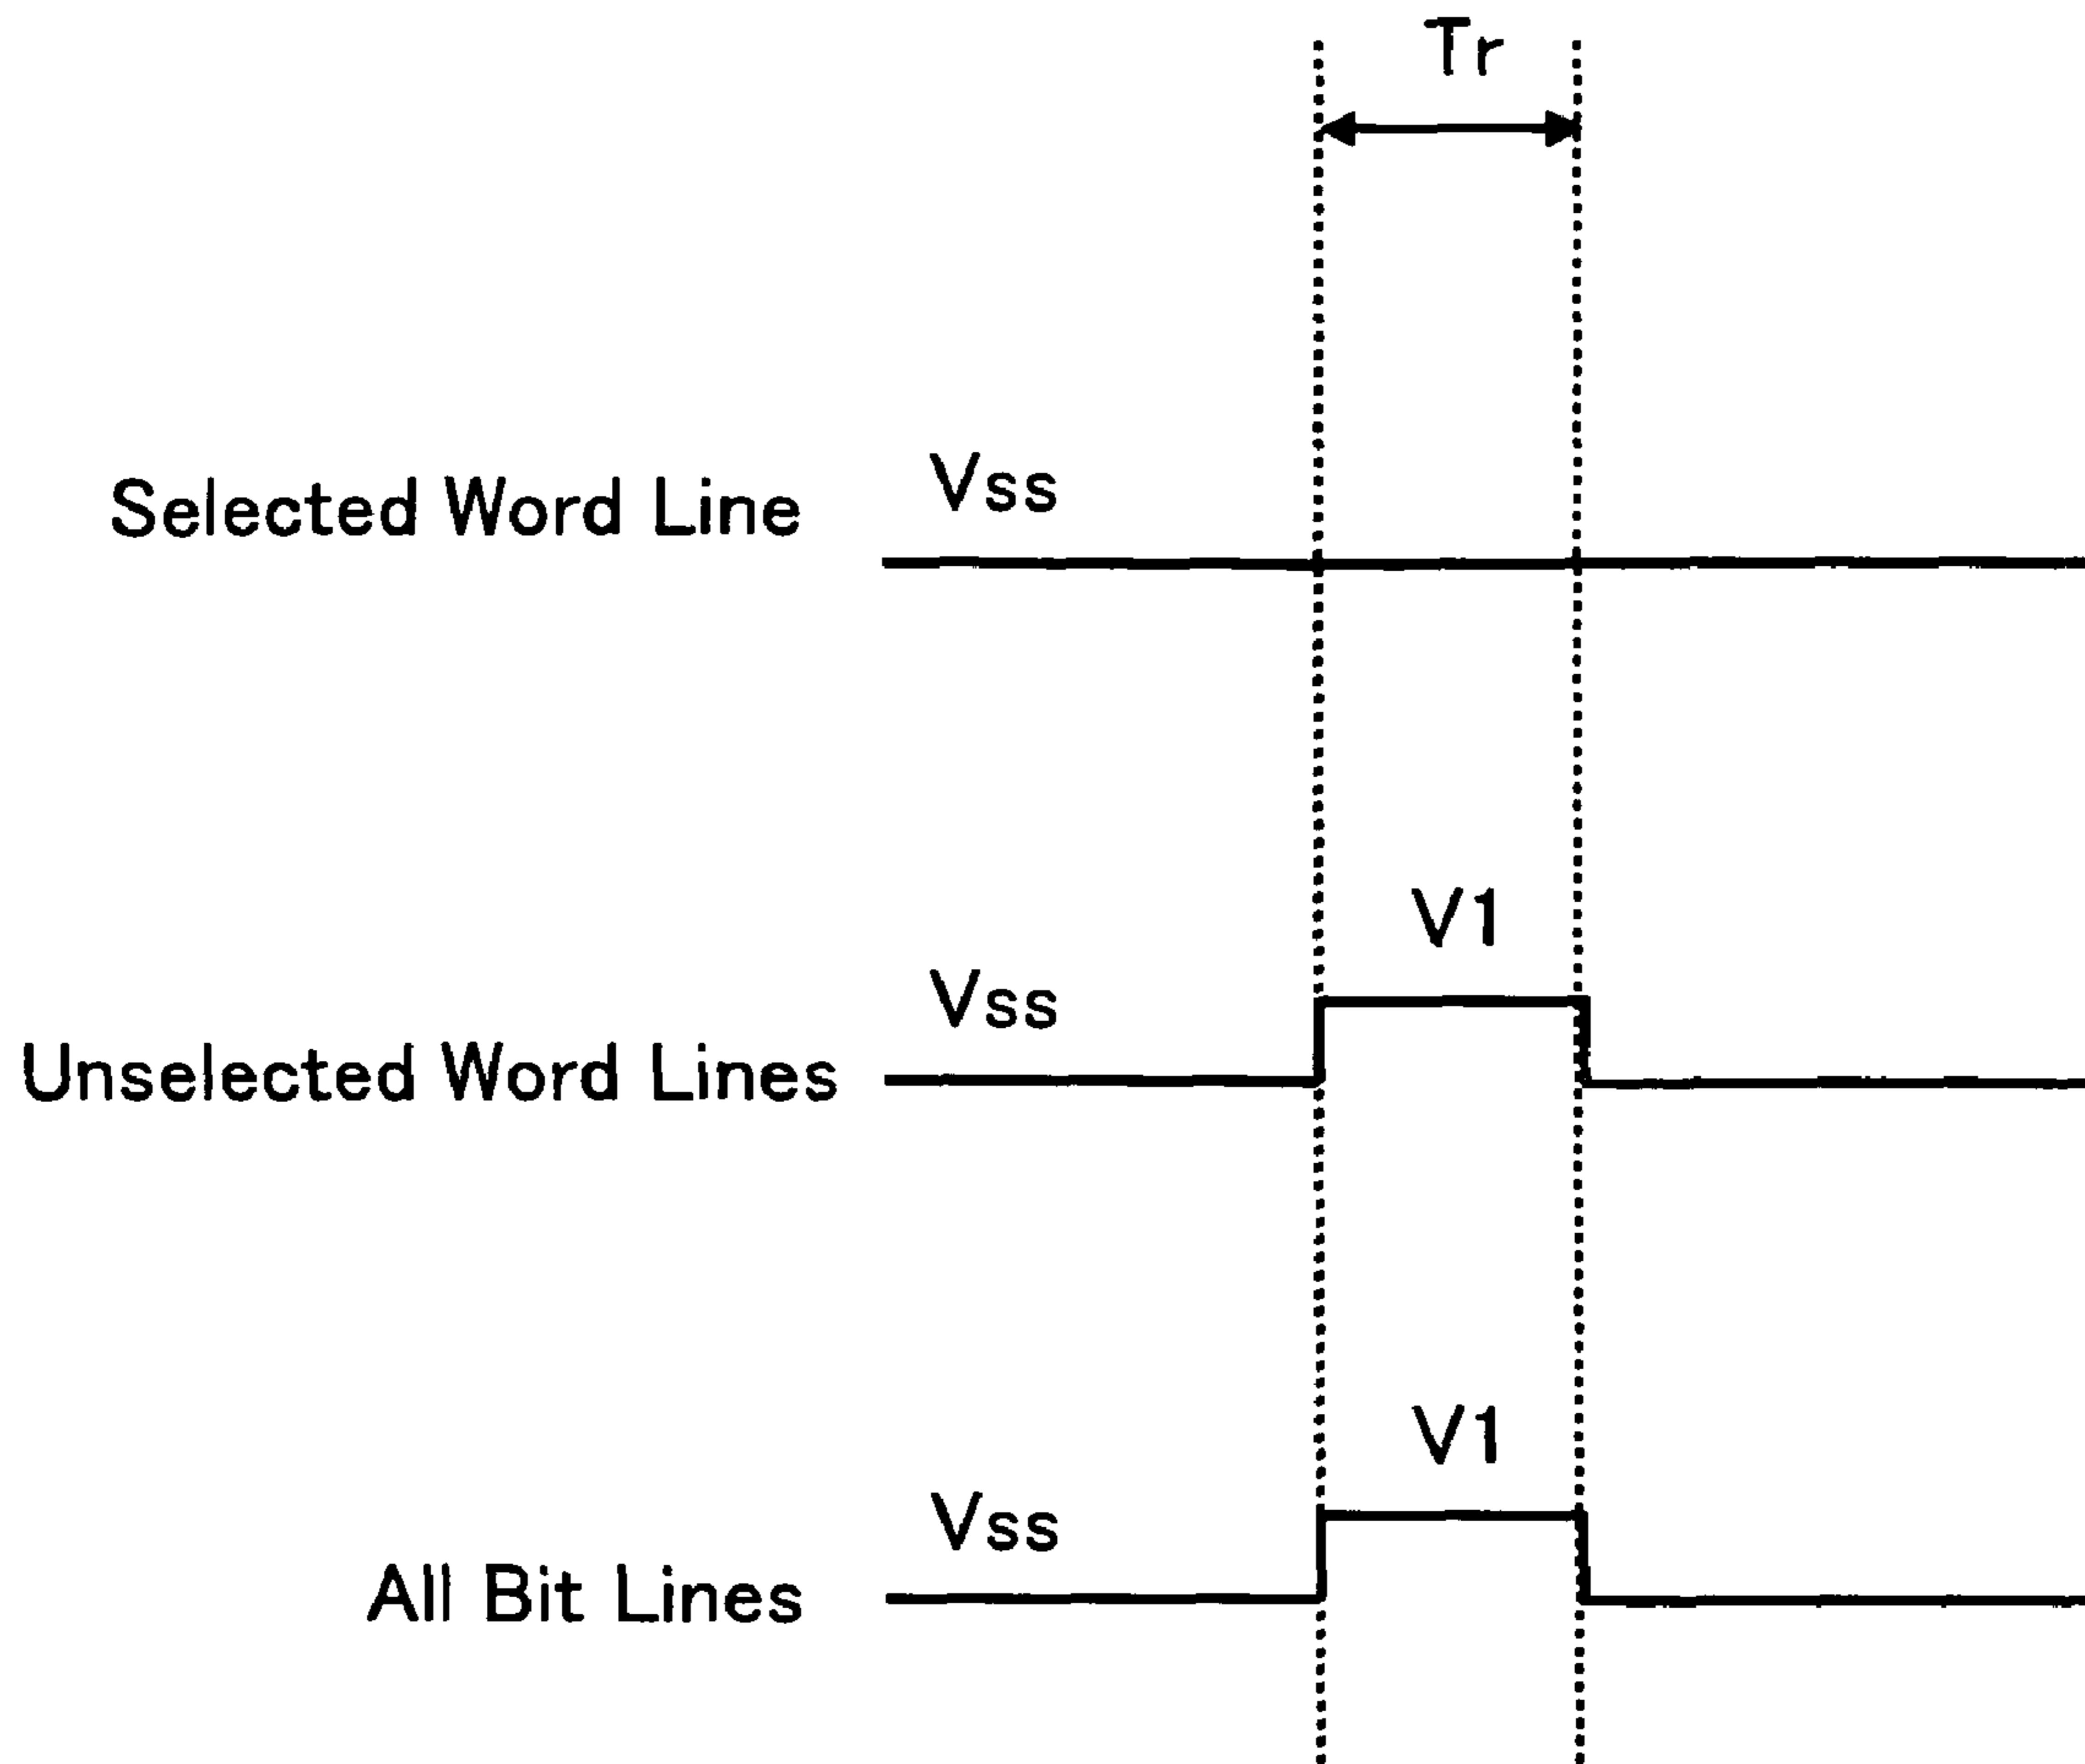 Tr
Vss
Selected Word Line
V1
Vss
Unselected Word Lines
V1
Vss
All Bit Lines